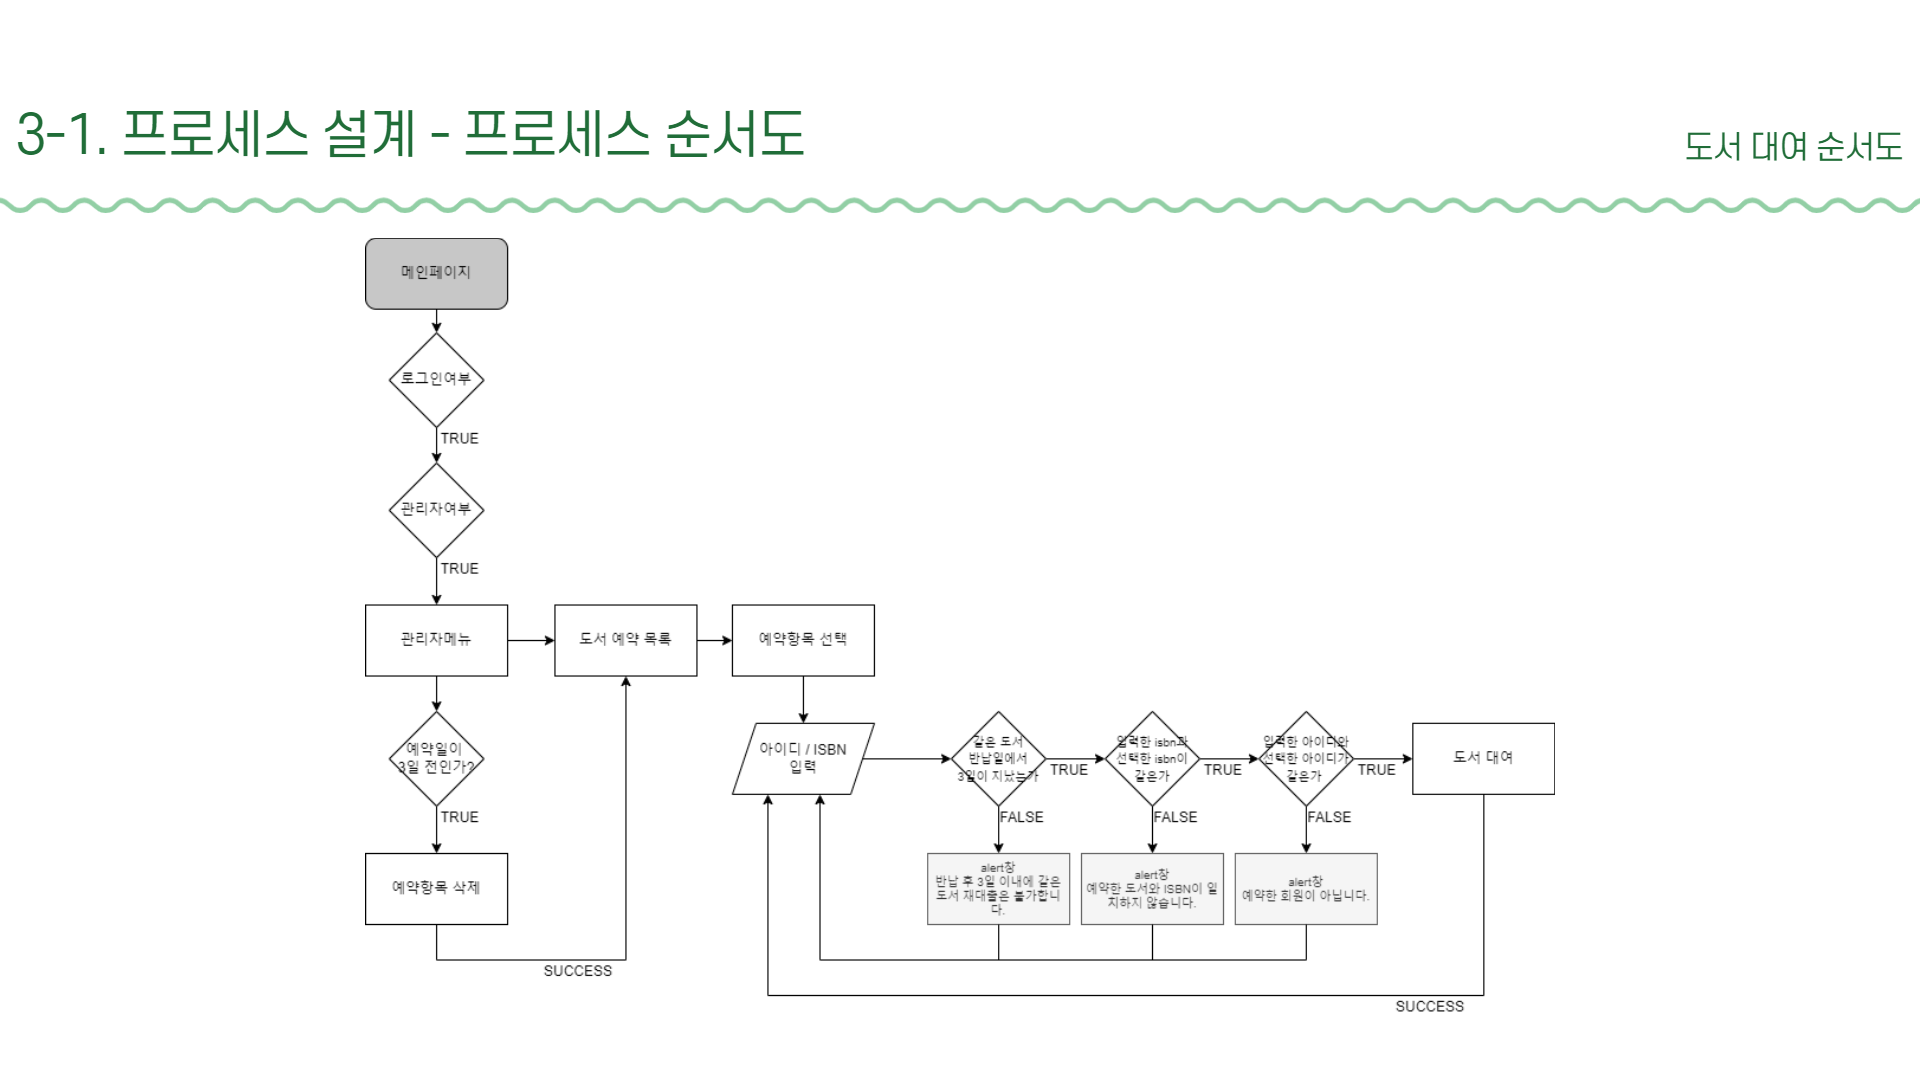 3-1. 프로세스 설계 - 프로세스 순서도
도서 대여 순서도
메인페이지
로그인여부
TRUE
관리자여부
TRUE
관리자메뉴
도서 예약 목록
예약항목 선택
예약일이
3일 전인가?
TRUE
예약항목 삭제
SUCCESS
아이디 / ISBN
입력
같은 도서
반납일에서
3일이 지났는가
TRUE
입력한 isbn과
선택한 isbn이
같은가
TRUE
입력한 아이디와
선택한 아이디가
같은가
TRUE
도서 대여
FALSE
FALSE
FALSE
alert창
반납 후 3일 이내에 같은
도서 재대출은 불가합니
다.
alert창
예약한 도서와 ISBN이 일
치하지 않습니다.
alert창
예약한 회원이 아닙니다.
SUCCESS